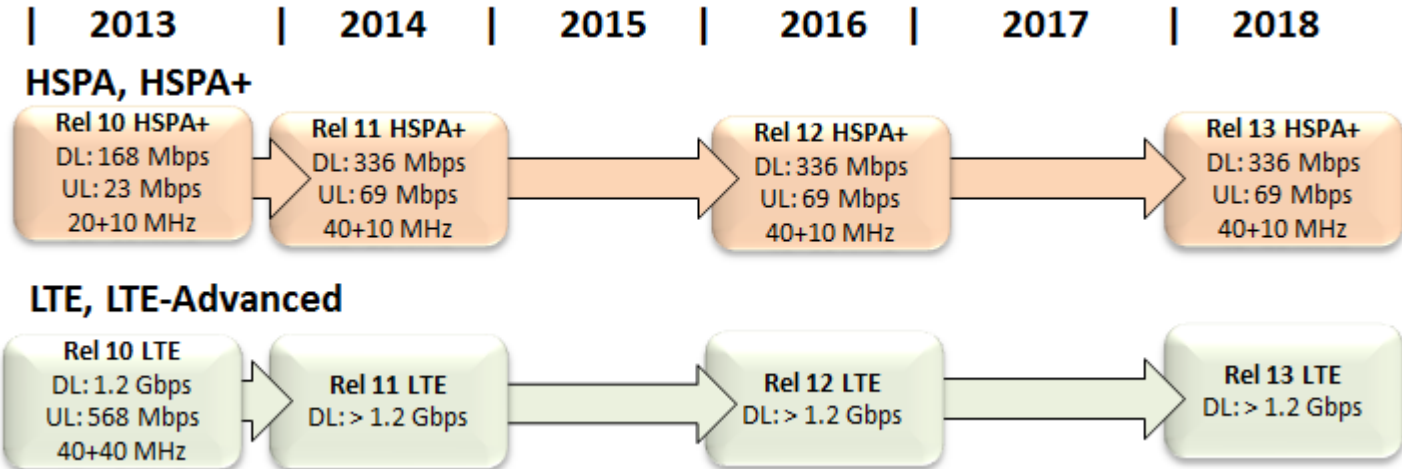 | 2013 | 2014 | 2015 | 2016 | 2017 | 2018
HSPA, HSPA+
Rel 10 HSPA+
DL: 168 Mbps
UL: 23 Mbps
20+10 MHz
Rel 11 HSPA+
DL: 336 Mbps
UL: 69 Mbps
40+10 MHz
Rel 12 HSPA+
DL: 336 Mbps
UL: 69 Mbps
40+10 MHz
Rel 13 HSPA+
DL: 336 Mbps
UL: 69 Mbps
40+10 MHz
LTE, LTE-Advanced
Rel 10 LTE
DL: 1.2 Gbps
UL: 568 Mbps
40+40 MHz
Rel 11 LTE
DL: > 1.2 Gbps
Rel 12 LTE
DL: > 1.2 Gbps
Rel 13 LTE
DL: > 1.2 Gbps